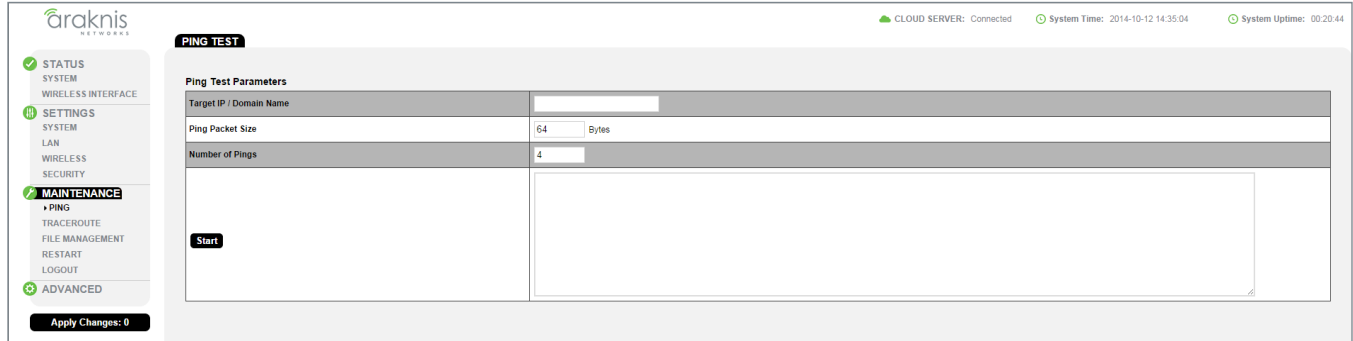 araknis
NETWORKS
CLOUD SERVER: Connected
System Time: 2014-10-12 14:35:04
System Uptime: 00:20:44
PING TEST
STATUS
SYSTEM
WIRELESS INTERFACE
SETTINGS
SYSTEM
LAN
WIRELESS
SECURITY
MAINTENANCE
PING
TRACEROUTE
FILE MANAGEMENT
RESTART
LOGOUT
ADVANCED
Apply Changes: 0
Ping Test Parameters
Target IP / Domain Name
Ping Packet Size 64 Bytes
Number of Pings 4
Start